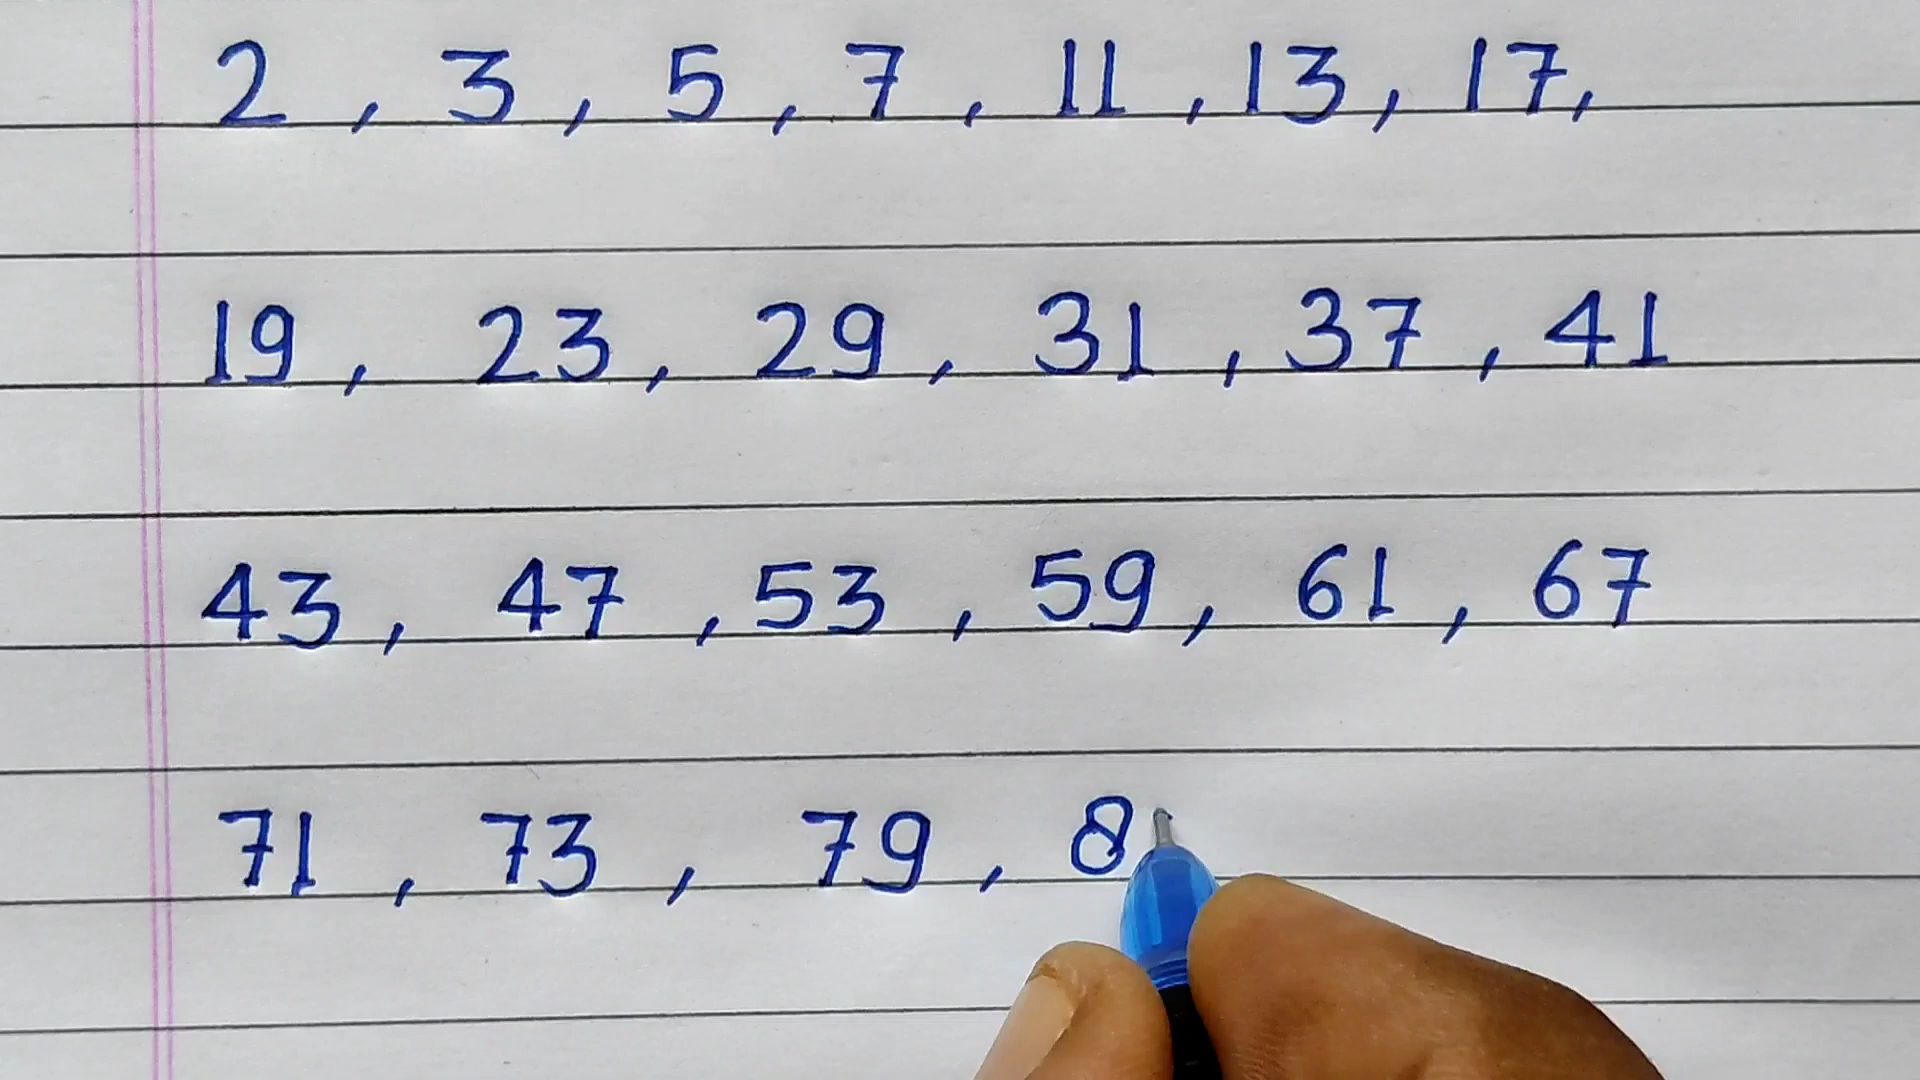 2, 3, 5, 7, 11, 13, 17,
19, 23, 29, 31, 37, 41
43, 47, 53, 59, 61, 67
71, 73, 79, 8